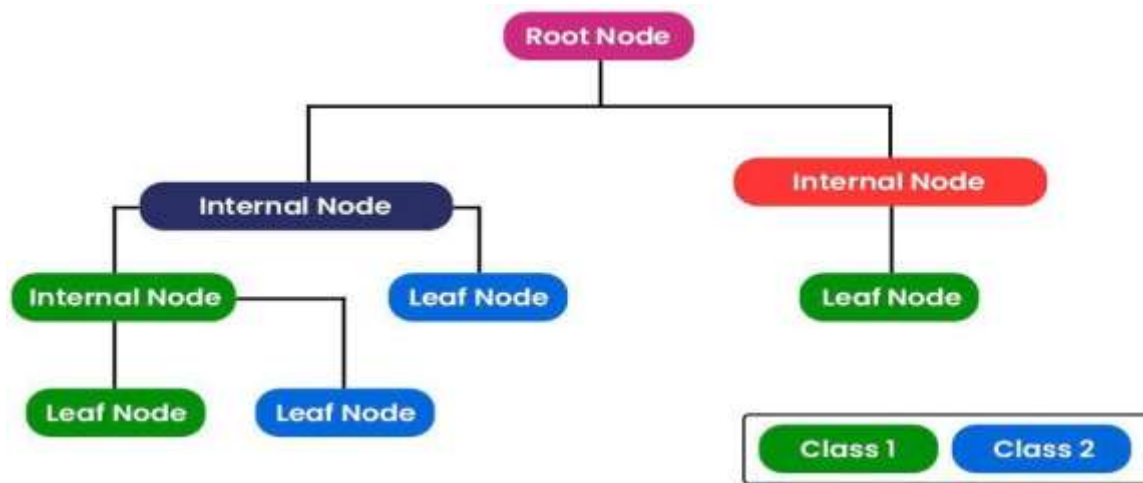 Root Node
Internal Node
Internal Node
Internal Node
Leaf Node
Leaf Node
Leaf Node
Leaf Node
Class 1
Class 2